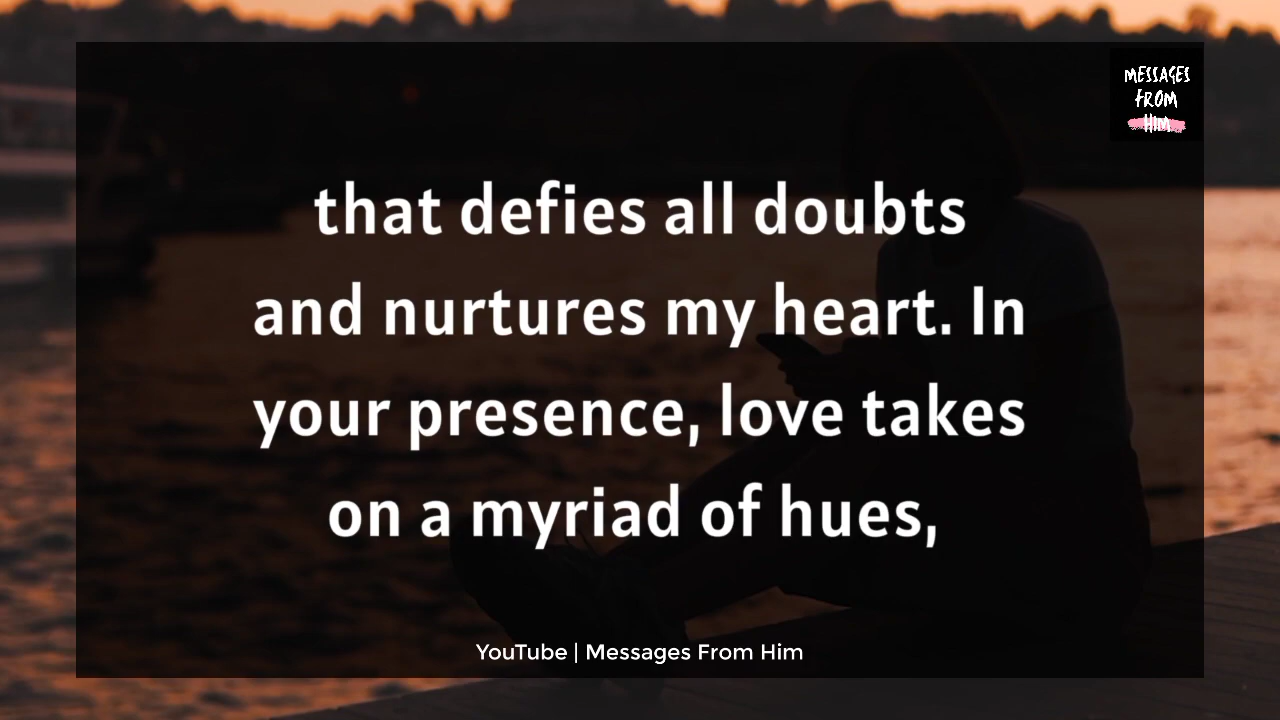 MESSAGES
FROM
HIM
that defies all doubts
and nurtures my heart. In
your presence, love takes
on a myriad of hues,
YouTube | Messages From Him